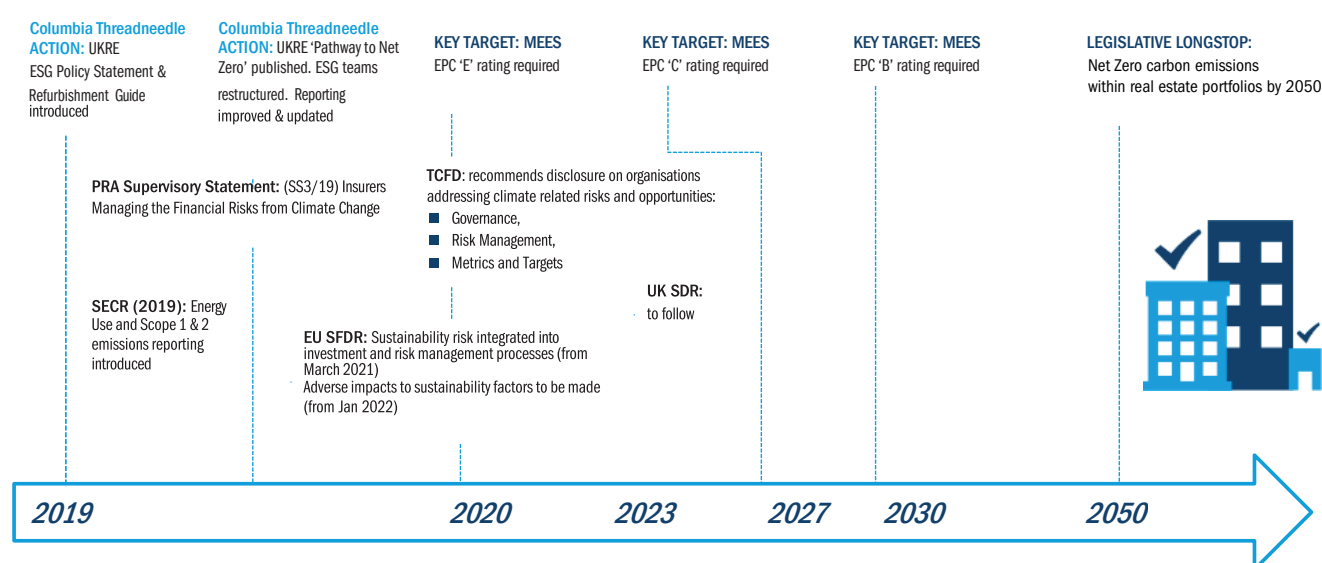 Columbia Threadneedle
ACTION: UKRE
ESG Policy Statement &
Refurbishment Guide
introduced
Columbia Threadneedle
ACTION: UKRE ‘Pathway to Net
Zero’ published. ESG teams
restructured. Reporting
improved & updated
KEY TARGET: MEES
EPC ‘E’ rating required
KEY TARGET: MEES
EPC ‘C’ rating required
KEY TARGET: MEES
EPC ‘B’ rating required
LEGISLATIVE LONGSTOP:
Net Zero carbon emissions
within real estate portfolios by 2050
PRA Supervisory Statement: (SS3/19) Insurers
Managing the Financial Risks from Climate Change
TCFD: recommends disclosure on organisations
addressing climate related risks and opportunities:
Governance,
Risk Management,
Metrics and Targets
UK SDR:
to follow
SECR (2019): Energy
Use and Scope 1 & 2
emissions reporting
introduced
EU SFDR: Sustainability risk integrated into
investment and risk management processes (from
March 2021)
Adverse impacts to sustainability factors to be made
(from Jan 2022)
2019
2020
2023
2027
2030
2050